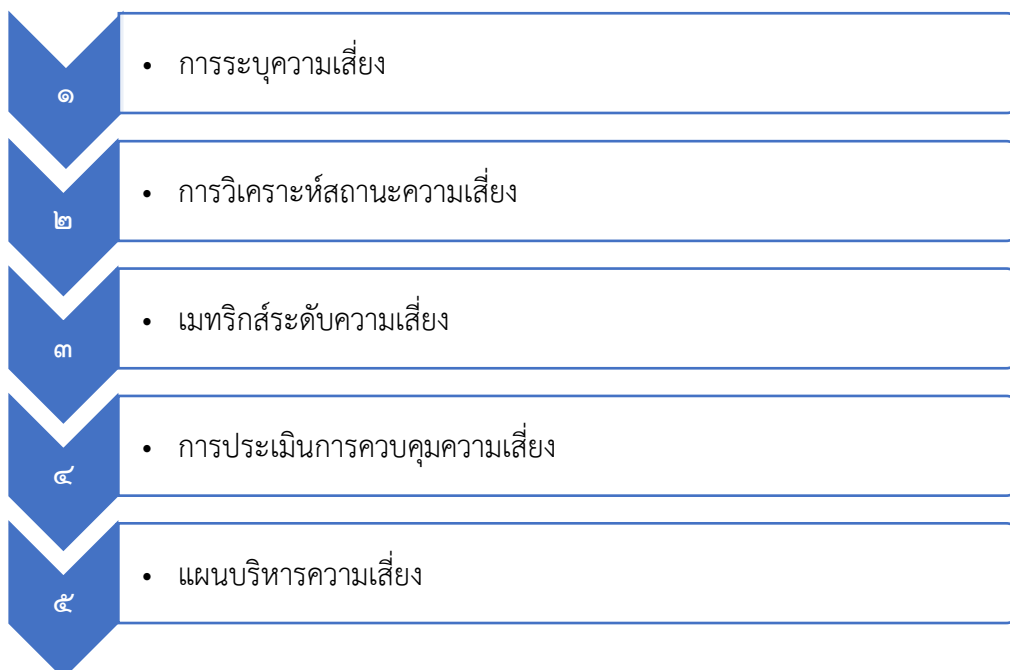 ๑
• การระบุความเสี่ยง
๒
• การวิเคราะห์สถานะความเสี่ยง
๓
• เมทริกส์ระดับความเสี่ยง
๔
• การประเมินการควบคุมความเสี่ยง
๕
• แผนบริหารความเสี่ยง